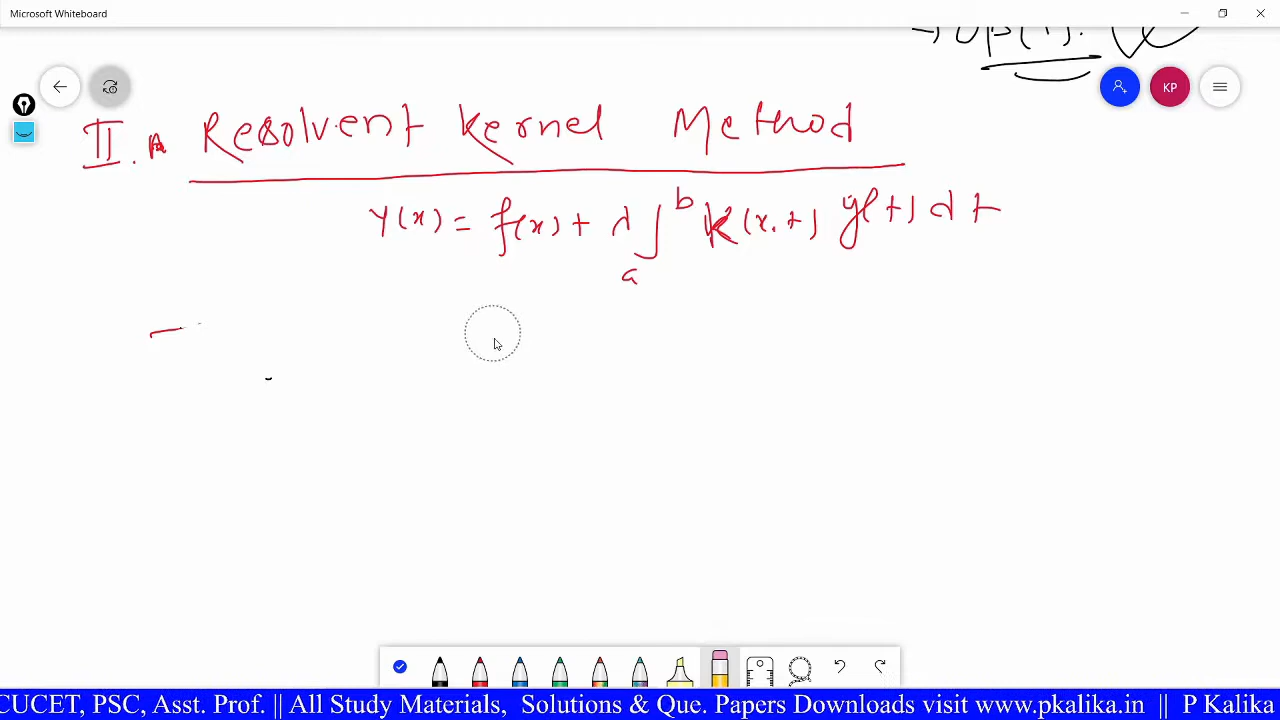 Microsoft Whiteboard
KP
II. Resolvent Kernel Method
y(x) = f(x) + λ∫ₐᵇ K(x,t) y(t) dt
CUCET, PSC, Asst. Prof. || All Study Materials, Solutions & Que. Papers Downloads visit www.pkalika.in || P Kalika